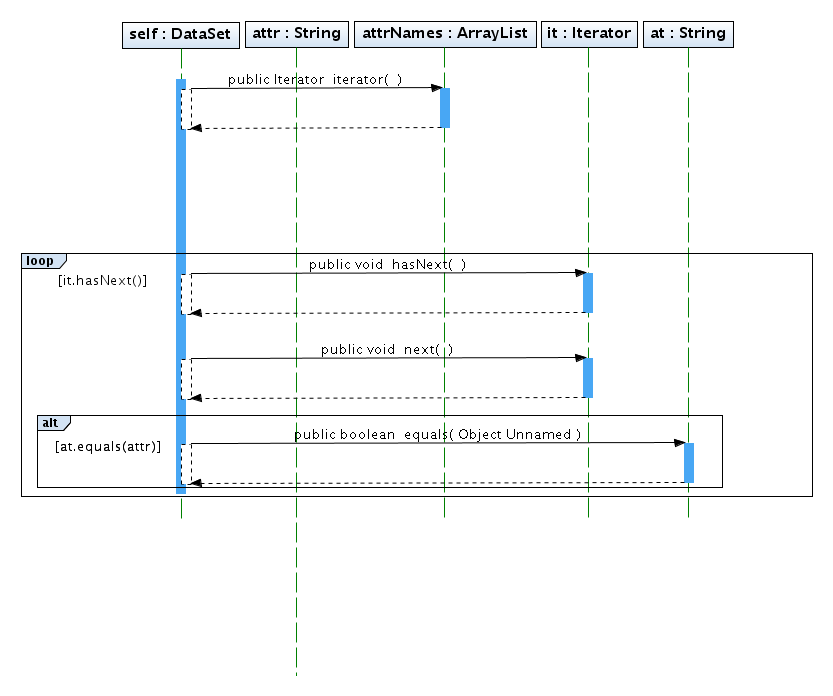 self : DataSet
attr : String
attrNames : ArrayList
it : Iterator
at : String
public Iterator iterator( )
loop
public void hasNext( )
[it.hasNext()]
public void next( )
alt
public boolean equals( Object Unnamed )
[at.equals(attr)]